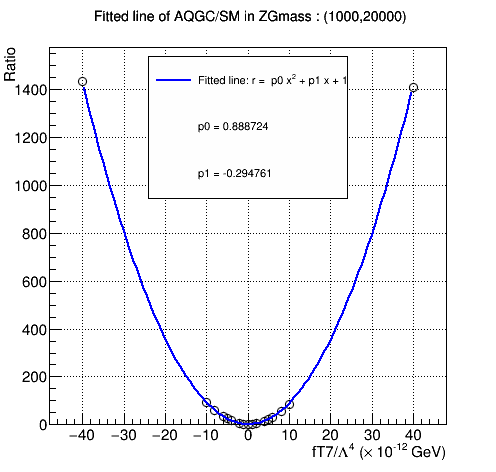 Fitted line of AQGC/SM in ZGmass : (1000,20000)
Ratio
1400
1200
1000
800
600
400
200
0
Fitted line: r = p0 x² + p1 x + 1
p0 = 0.888724
p1 = -0.294761
−40 −30 −20 −10 0 10 20 30 40
fT7/Λ⁴ (× 10⁻¹² GeV)